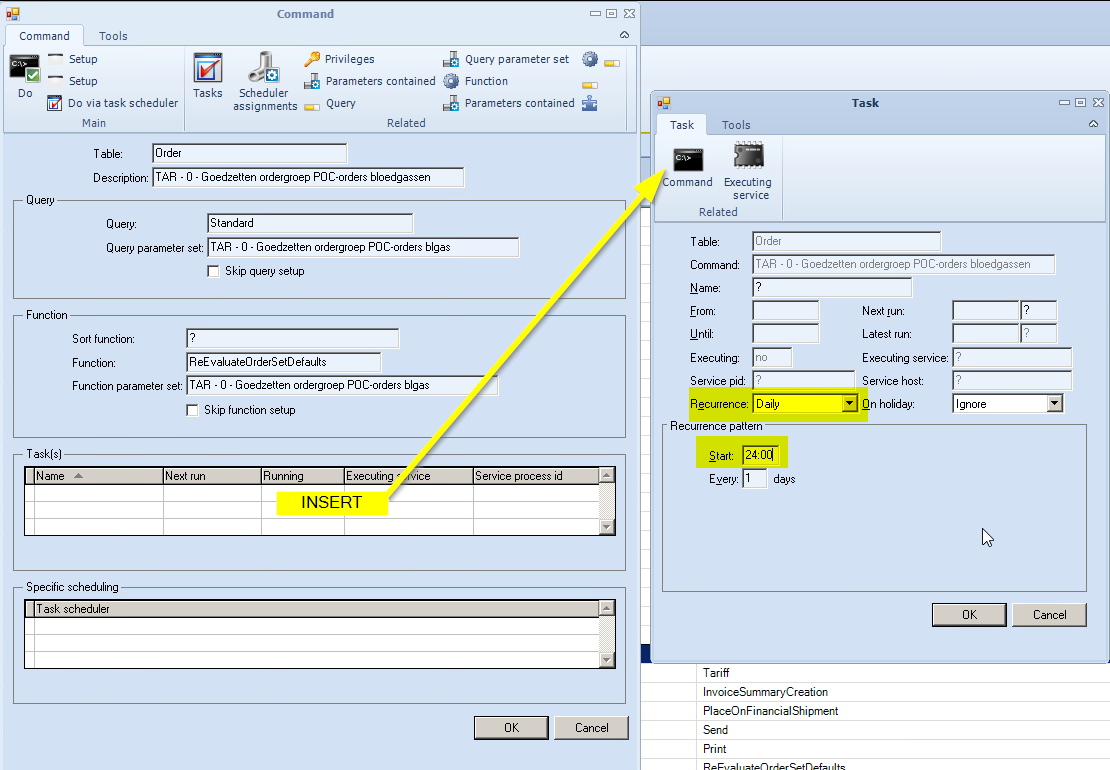 Command
Command Tools
Do
Setup
Setup
Do via task scheduler
Main
Tasks
Scheduler
assignments
Privileges
Parameters contained
Query
Query parameter set
Function
Parameters contained
Related
Table: Order
Description: TAR - 0 - Goedzetten ordergroep POC-orders bloedgassen
Query
Query: Standard
Query parameter set: TAR - 0 - Goedzetten ordergroep POC-orders blgas
Skip query setup
Function
Sort function: ?
Function: ReEvaluateOrderSetDefaults
Function parameter set: TAR - 0 - Goedzetten ordergroep POC-orders blgas
Skip function setup
Task(s)
Name Next run Running Executing service Service process id
INSERT
Specific scheduling
Task scheduler
OK Cancel
Task
Task Tools
C:\>
Command
Executing
service
Related
Table: Order
Command: TAR - 0 - Goedzetten ordergroep POC-orders bloedgassen
Name: ?
From: Next run: ?
Until: Latest run: ?
Executing: no Executing service: ?
Service pid: ? Service host: ?
Recurrence: Daily On holiday: Ignore
Recurrence pattern
Start: 24:00
Every: 1 days
OK Cancel
Tariff
InvoiceSummaryCreation
PlaceOnFinancialShipment
Send
Print
ReEvaluateOrderSetDefaults